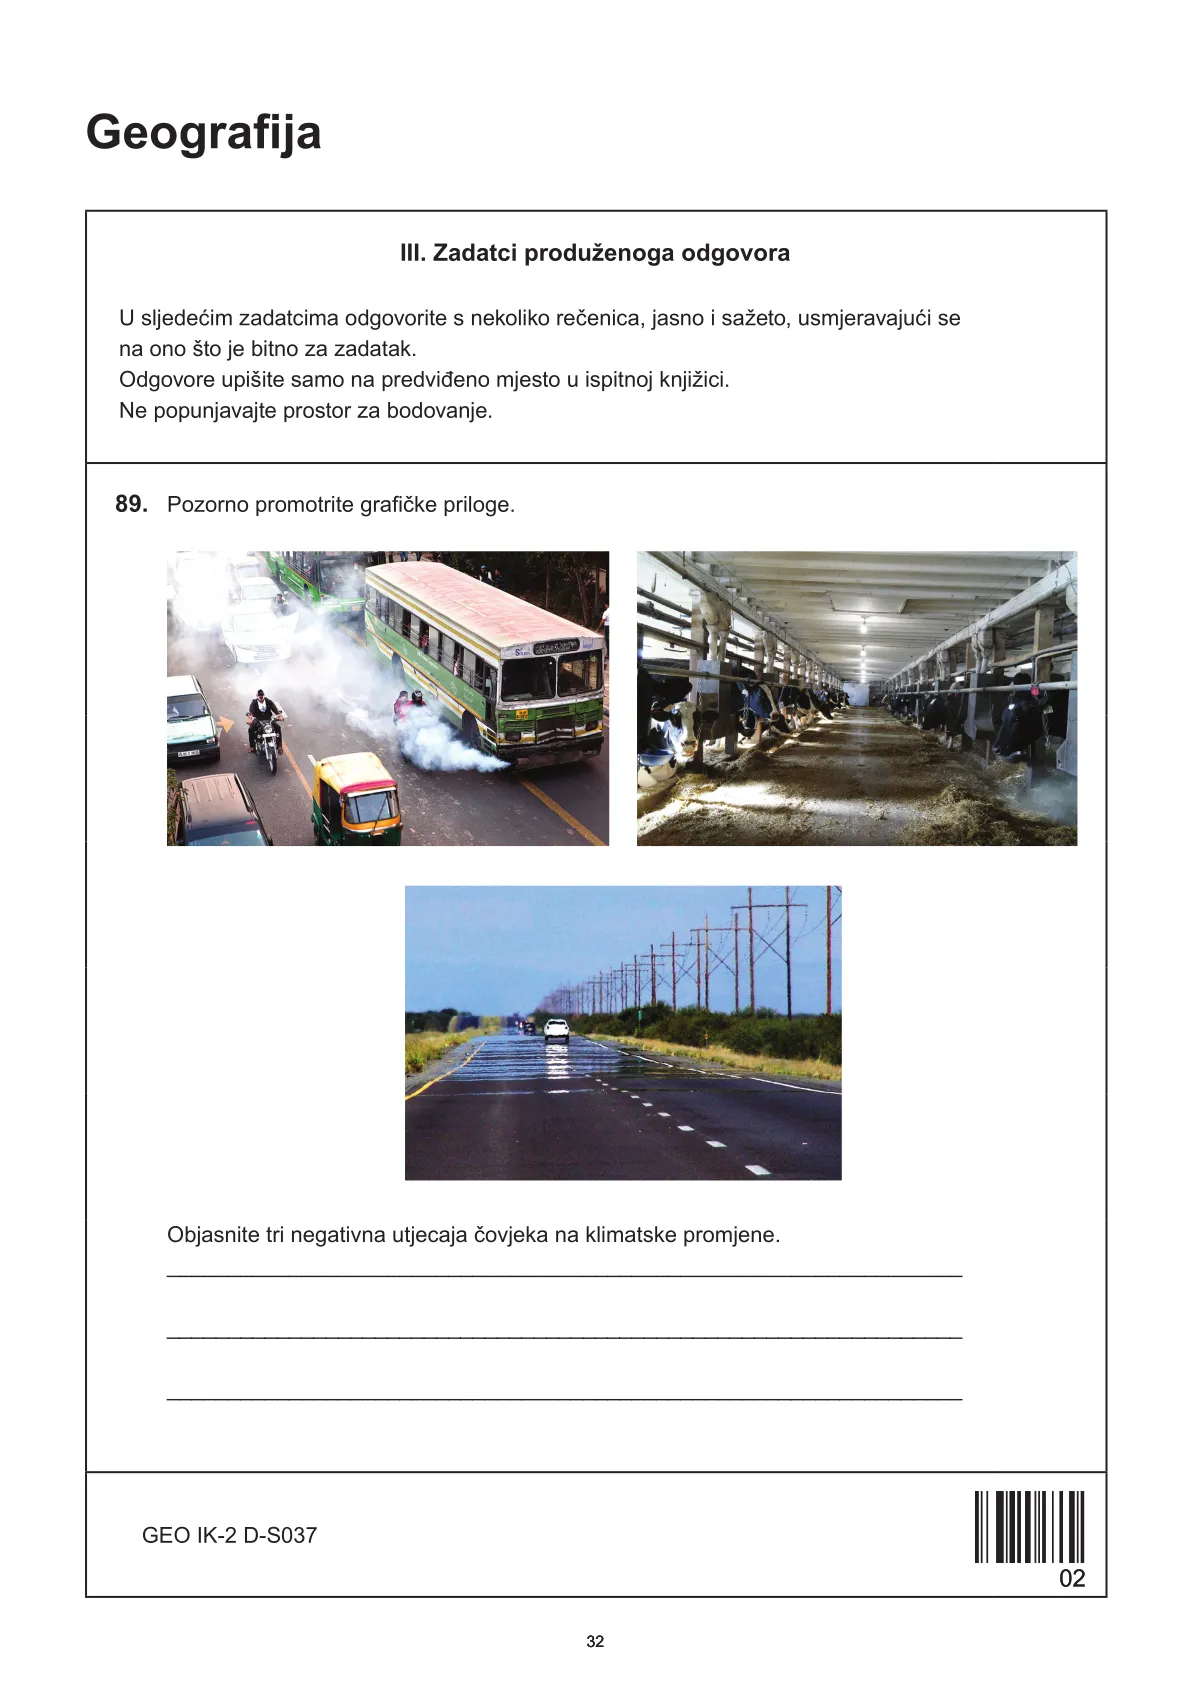 Geografija
III. Zadatci produženoga odgovora
U sljedećim zadatcima odgovorite s nekoliko rečenica, jasno i sažeto, usmjeravajući se
na ono što je bitno za zadatak.
Odgovore upišite samo na predviđeno mjesto u ispitnoj knjižici.
Ne popunjavajte prostor za bodovanje.
89. Pozorno promotrite grafičke priloge.
Objasnite tri negativna utjecaja čovjeka na klimatske promjene.
GEO IK-2 D-S037
02
32